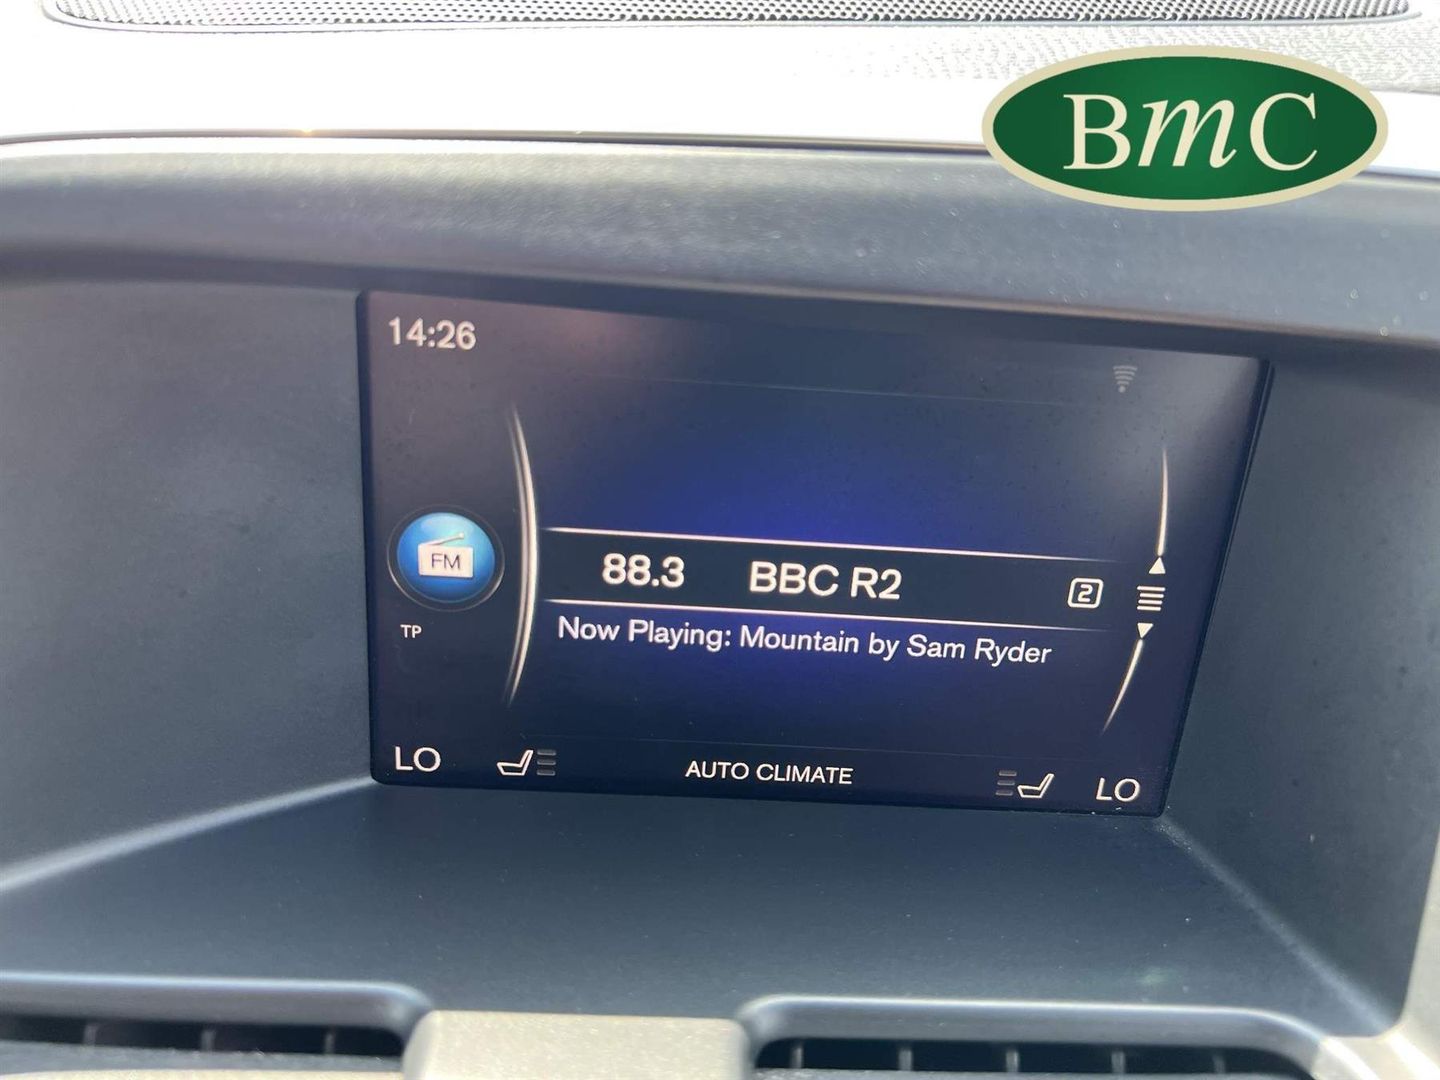 BmC
14:26
FM
88.3 BBC R2 2
TP
Now Playing: Mountain by Sam Ryder
LO AUTO CLIMATE LO